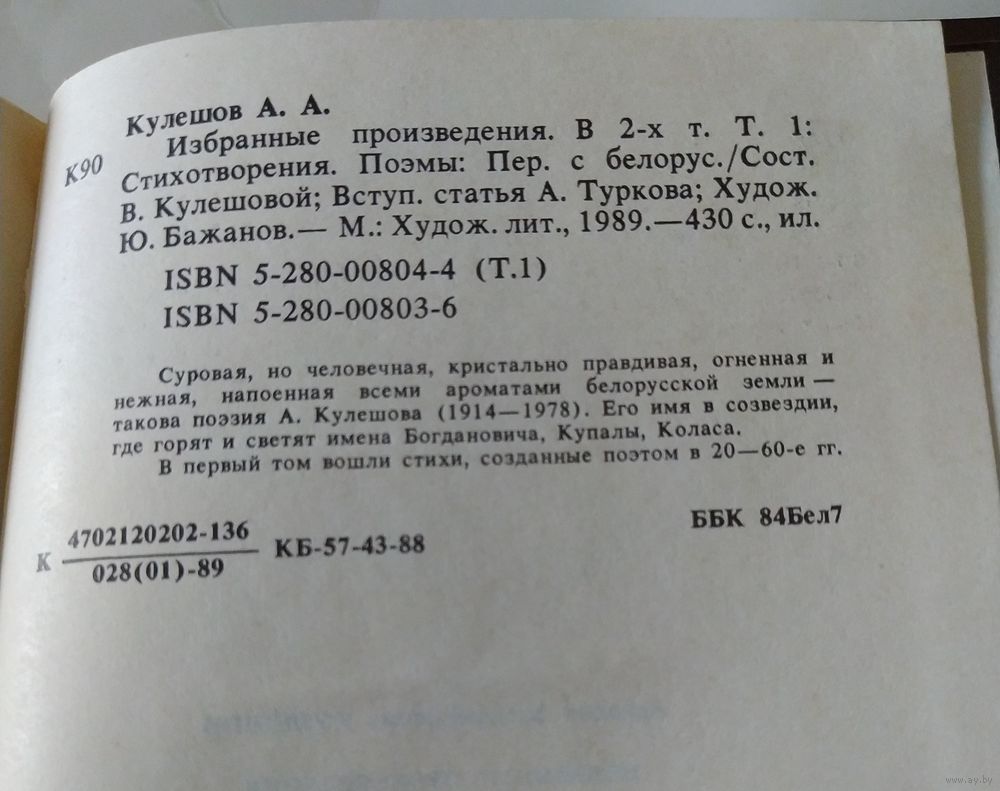 Кулешов А. А.
К90
Избранные произведения. В 2-х т. Т. 1:
Стихотворения. Поэмы: Пер. с белорус./Сост.
В. Кулешовой; Вступ. статья А. Туркова; Худож.
Ю. Бажанов.— М.: Худож. лит., 1989.—430 с., ил.
ISBN 5-280-00804-4 (Т.1)
ISBN 5-280-00803-6
Суровая, но человечная, кристально правдивая, огненная и
нежная, напоенная всеми ароматами белорусской земли —
такова поэзия А. Кулешова (1914—1978). Его имя в созвездии,
где горят и светят имена Богдановича, Купалы, Коласа.
В первый том вошли стихи, созданные поэтом в 20—60-е гг.
К 4702120202-136 КБ-57-43-88
028(01)-89
ББК 84Бел7
www.ay.by